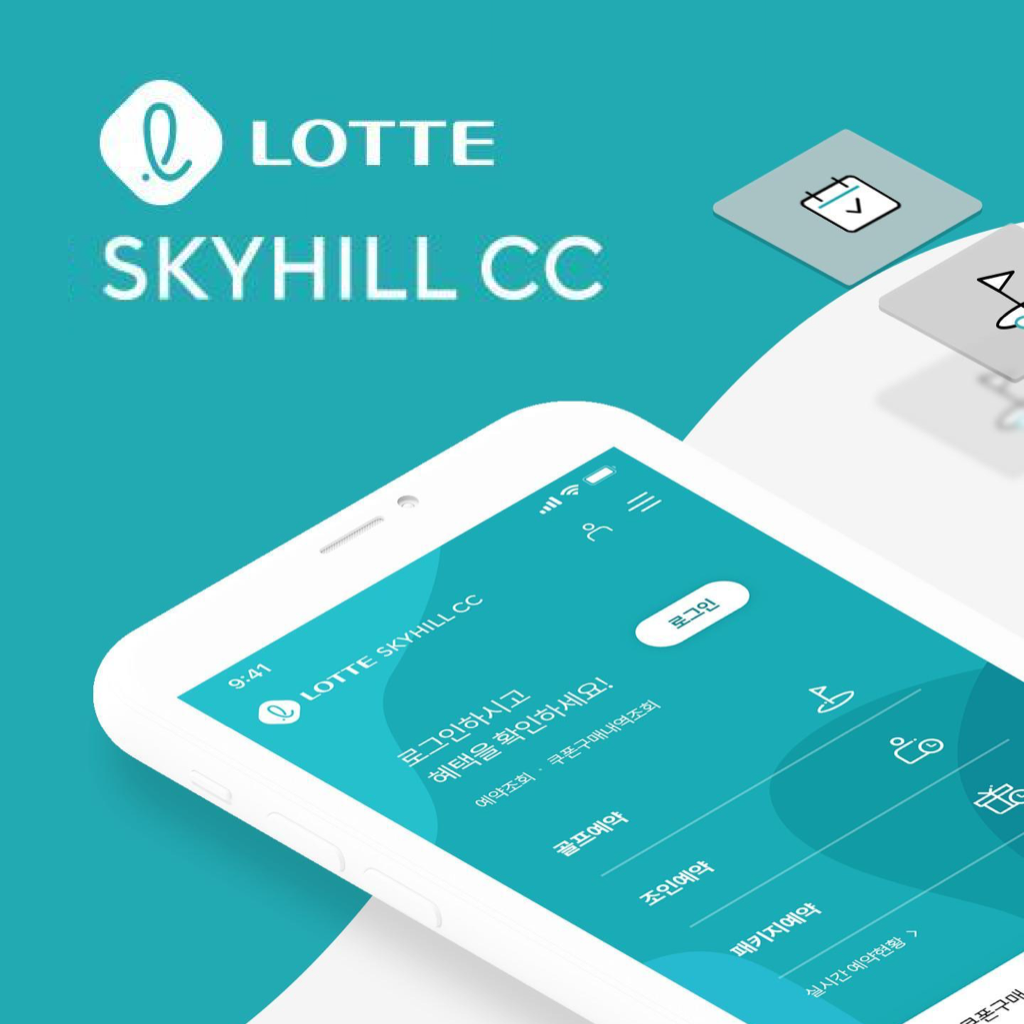 LOTTE
SKYHILL CC
9:41
LOTTE SKYHILL CC
로그인
로그인하시고
혜택을 확인하세요!
예약조회 · 쿠폰구매내역조회
골프예약
조인예약
패키지예약
실시간 예약현황 >